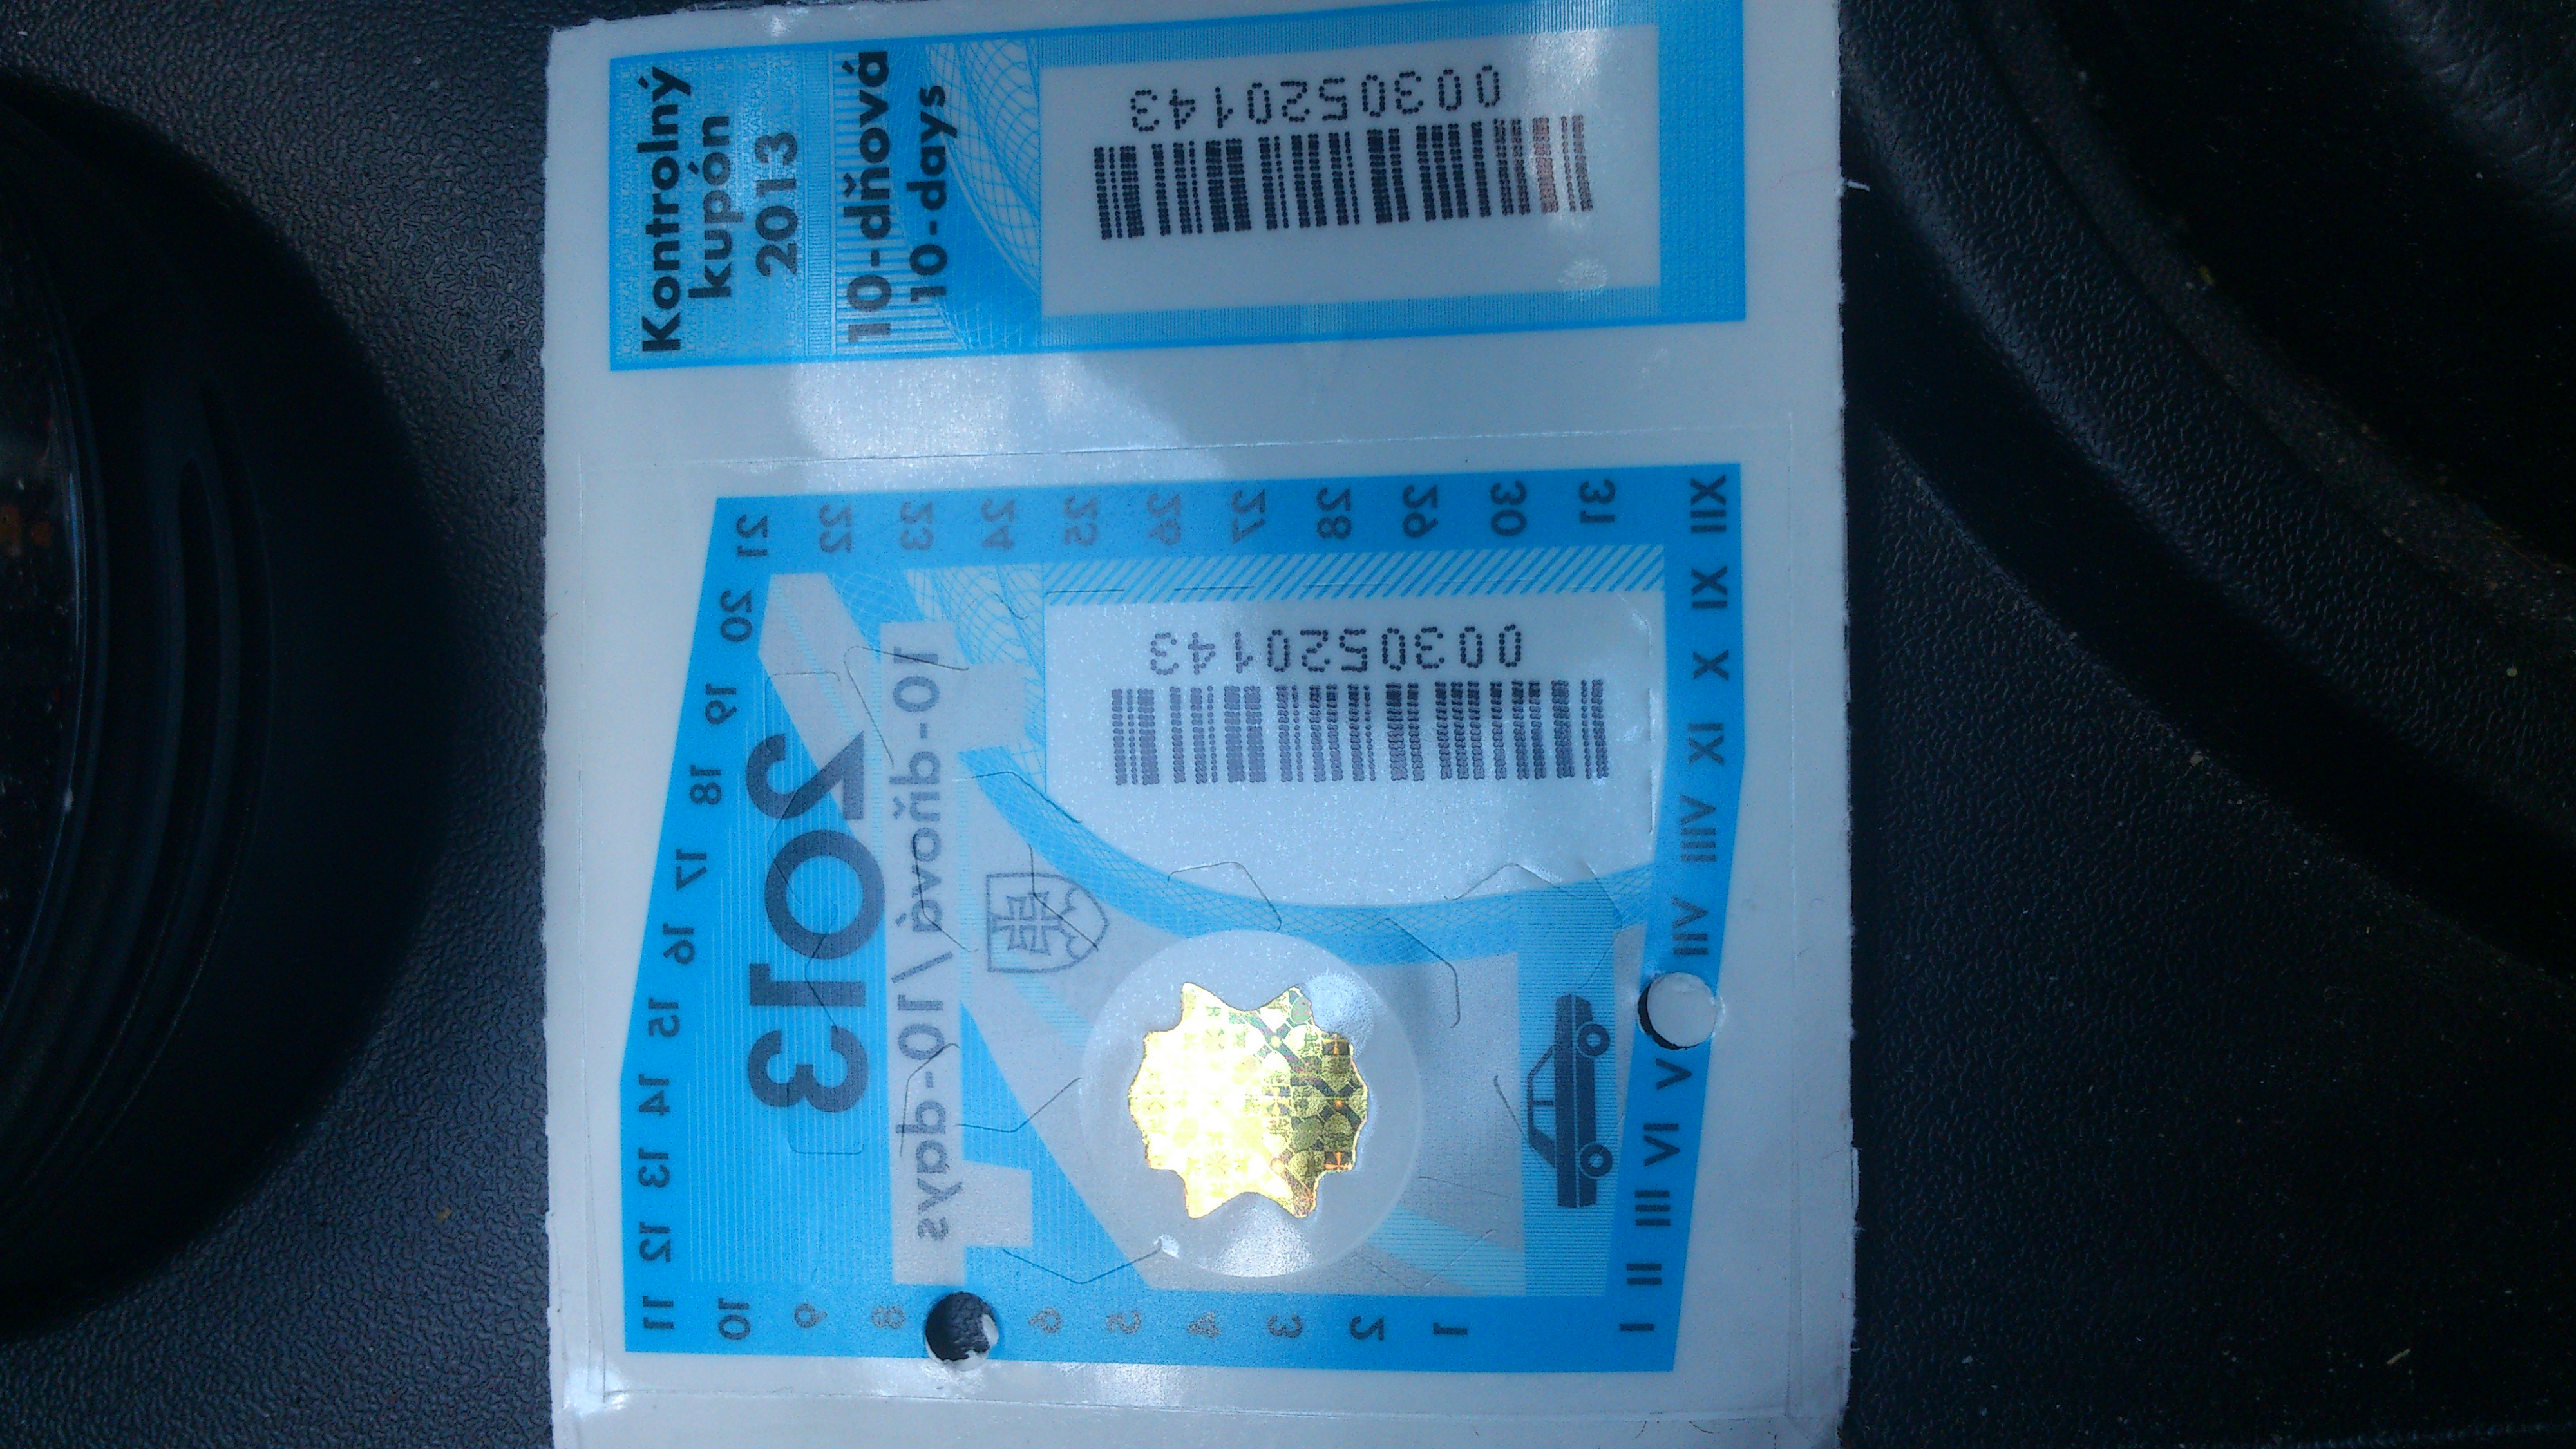 Kontrolný
kupón
2013
10-dňová
10-days
0030520143
21 22 23 24 25 26 27 28 29 30 31
20
19
18
17
16
15
14
13
12
11 10 9 8 6 5 4 3 2 1
XII
XI
X
IX
VIII
VII
V
IV
III
II
I
2013
10-dňová / 10-days
0030520143